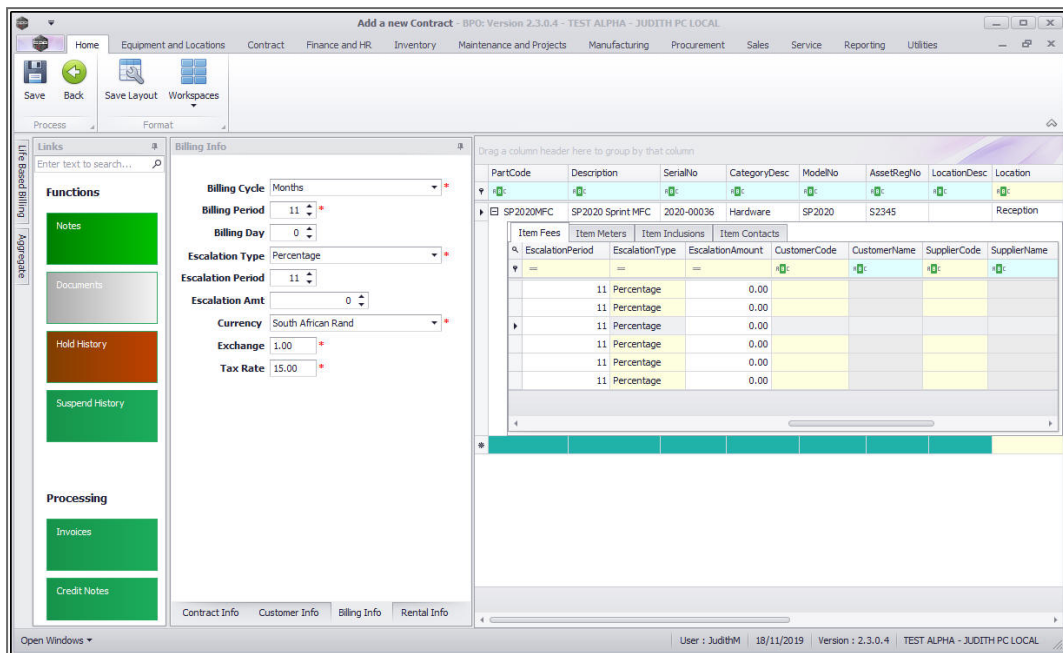 Add a new Contract - BPO: Version 2.3.0.4 - TEST ALPHA - JUDITH PC LOCAL
Home Equipment and Locations Contract Finance and HR Inventory Maintenance and Projects Manufacturing Procurement Sales Service Reporting Utilities
Save Back Save Layout Workspaces
Process Format
Life Based Billing
Aggregate
Links
Enter text to search...
Functions
Notes
Documents
Hold History
Suspend History
Processing
Invoices
Credit Notes
Billing Info
Billing Cycle Months *
Billing Period 11 *
Billing Day 0
Escalation Type Percentage *
Escalation Period 11
Escalation Amt 0
Currency South African Rand *
Exchange 1.00 *
Tax Rate 15.00 *
Contract Info Customer Info Billing Info Rental Info
Drag a column header here to group by that column
PartCode Description SerialNo CategoryDesc ModelNo AssetRegNo LocationDesc Location
SP2020MFC SP2020 Sprint MFC 2020-00036 Hardware SP2020 S2345 Reception
Item Fees Item Meters Item Inclusions Item Contacts
EscalationPeriod EscalationType EscalationAmount CustomerCode CustomerName SupplierCode SupplierName
= = =
11 Percentage 0.00
11 Percentage 0.00
11 Percentage 0.00
11 Percentage 0.00
11 Percentage 0.00
11 Percentage 0.00
Open Windows User : JudithM 18/11/2019 Version : 2.3.0.4 TEST ALPHA - JUDITH PC LOCAL